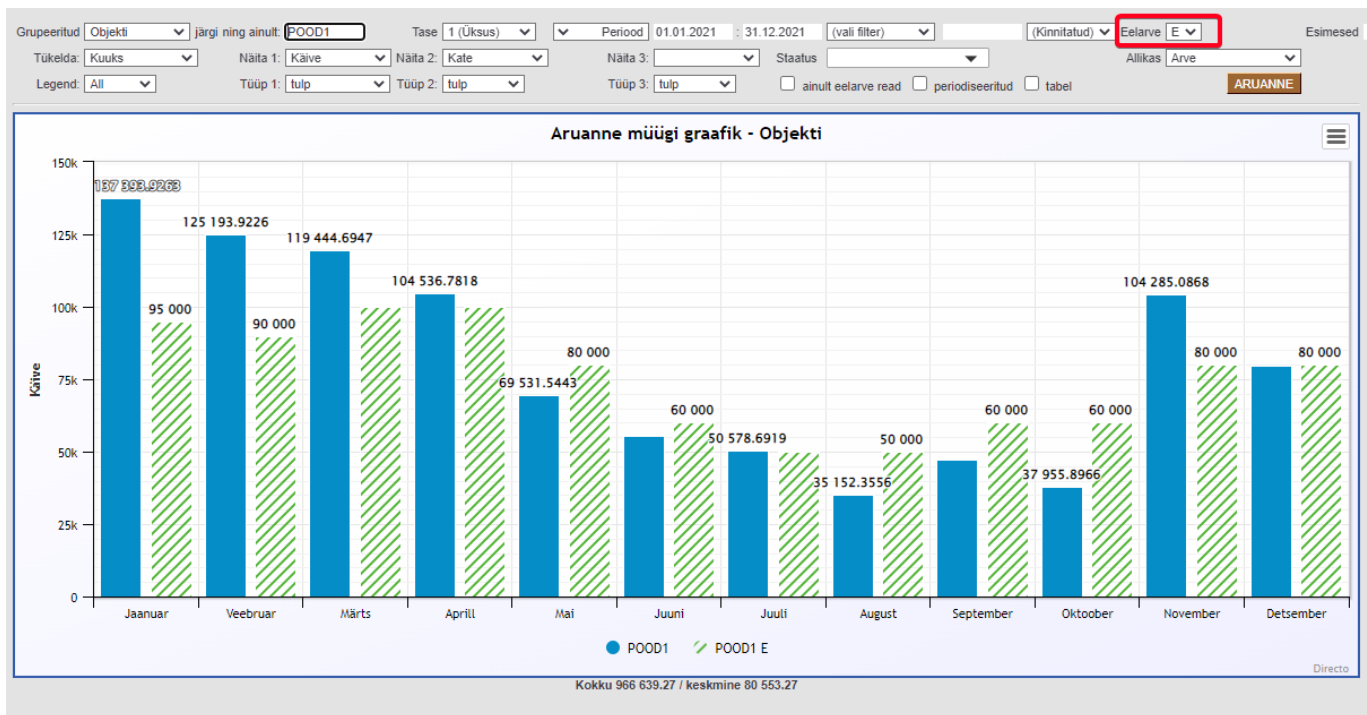 Grupeeritud Objekti järgi ning ainult: POOD1 Tase 1 (Üksus) Periood 01.01.2021 : 31.12.2021 (vali filter) (Kinnitatud) Eelarve E Esimesed
Tükelda: Kuuks Näita 1: Käive Näita 2: Kate Näita 3: Staatus Allikas Arve
Legend: All Tüüp 1: tulp Tüüp 2: tulp Tüüp 3: tulp ainult eelarve read periodiseeritud tabel ARUANNE
Aruanne müügi graafik - Objekti
150k
137 393.9263
125 193.9226
125k
119 444.6947
104 536.7818
104 285.0868
100k
95 000
90 000
80 000
80 000
80 000
Käive
75k
69 531.5443
60 000
60 000
60 000
50 578.6919
50 000
50k
37 955.8966
35 152.3556
25k
0
Jaanuar Veebruar Märts Aprill Mai Juuni Juuli August September Oktoober November Detsember
POOD1 POOD1 E
Directo
Kokku 966 639.27 / keskmine 80 553.27